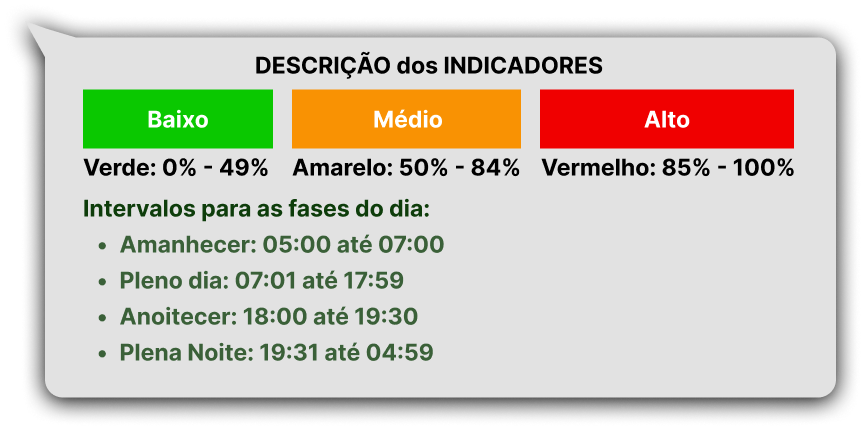 DESCRIÇÃO dos INDICADORES
Baixo Médio Alto
Verde: 0% - 49% Amarelo: 50% - 84% Vermelho: 85% - 100%
Intervalos para as fases do dia:
• Amanhecer: 05:00 até 07:00
• Pleno dia: 07:01 até 17:59
• Anoitecer: 18:00 até 19:30
• Plena Noite: 19:31 até 04:59